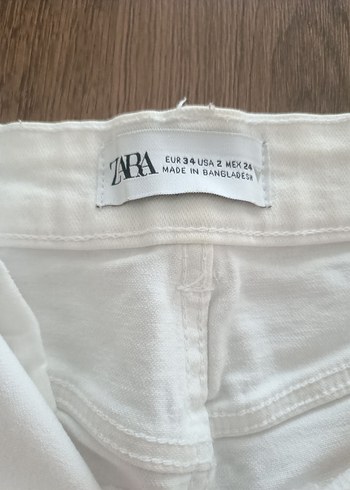 ZARA
EUR 34 USA 2 MEX 24
MADE IN BANGLADESH